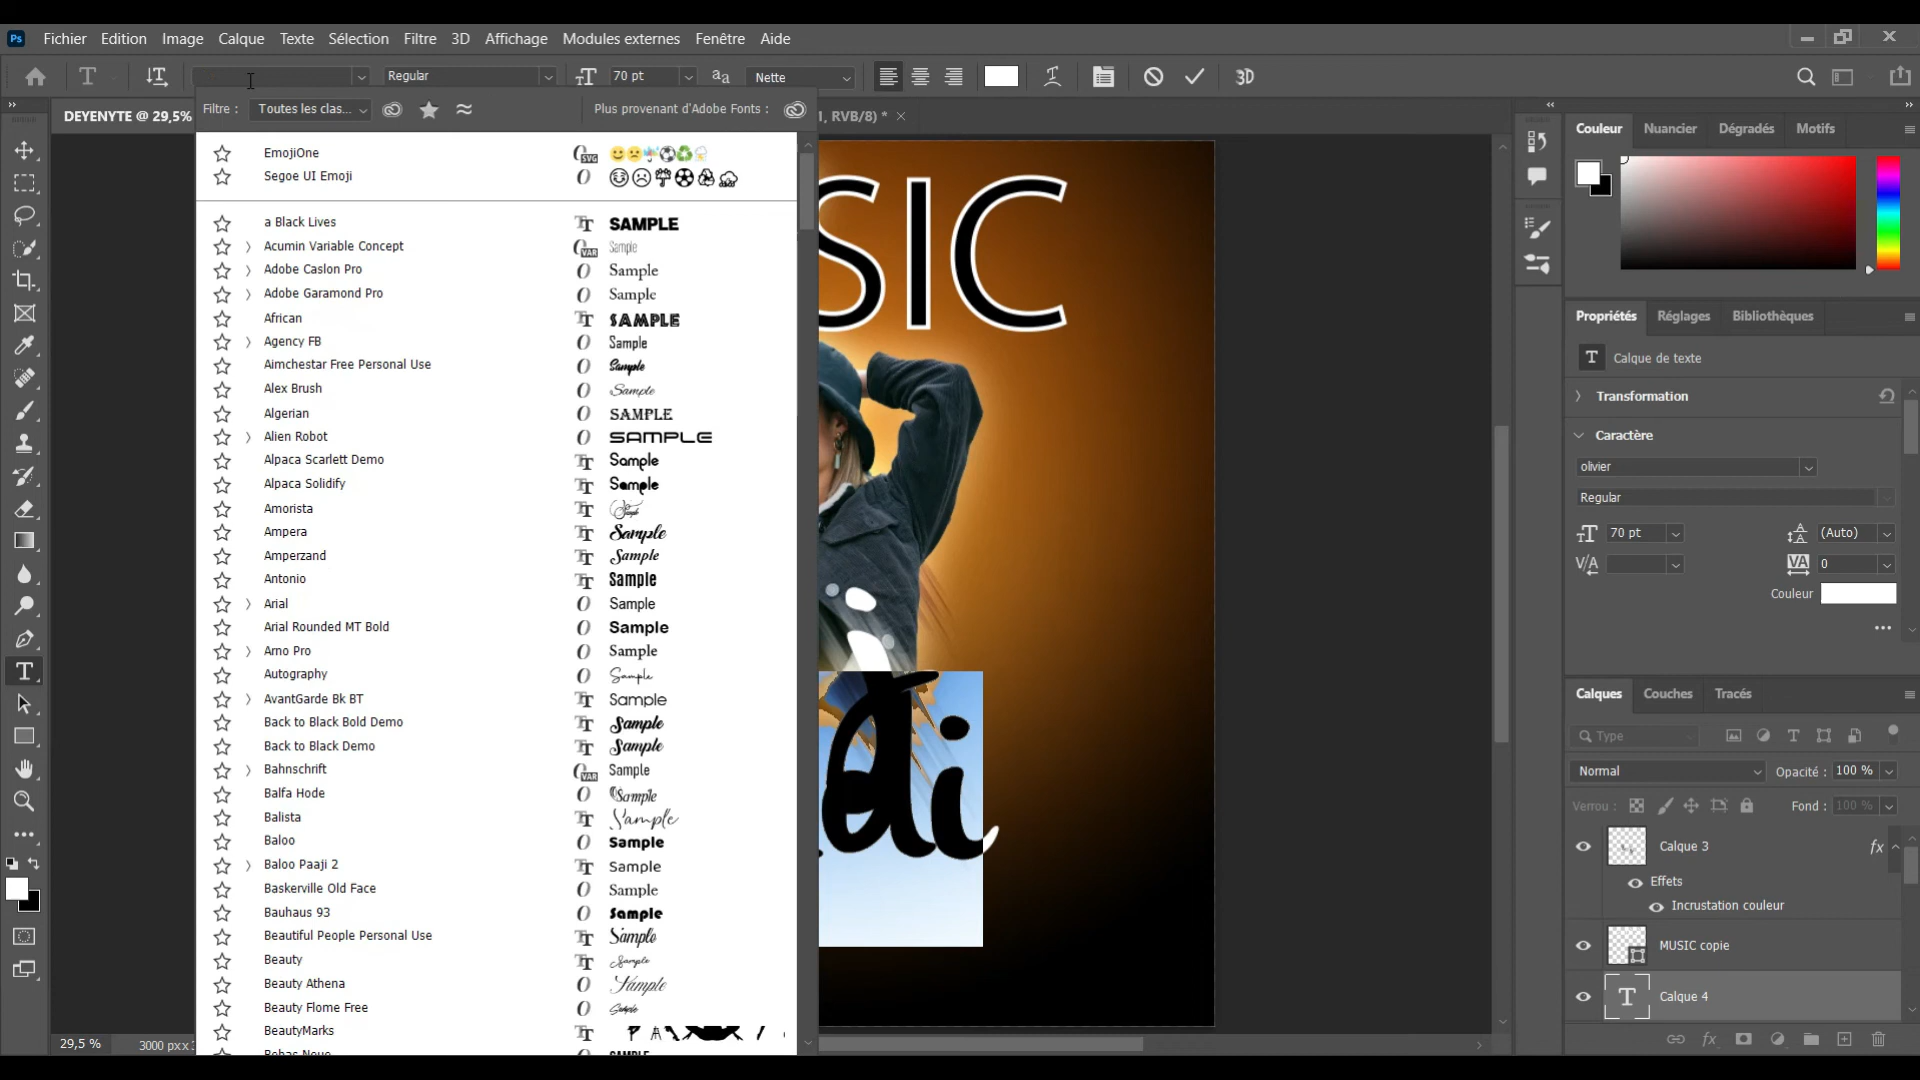 Ps Fichier Edition Image Calque Texte Sélection Filtre 3D Affichage Modules externes Fenêtre Aide
Regular 70 pt Nette 3D
DEYENYTE @ 29,5% 1, RVB/8) *
Filtre : Toutes les clas... Plus provenant d'Adobe Fonts :
EmojiOne
Segoe UI Emoji
a Black Lives SAMPLE
Acumin Variable Concept Sample
Adobe Caslon Pro Sample
Adobe Garamond Pro Sample
African SAMPLE
Agency FB Sample
Aimchestar Free Personal Use Sample
Alex Brush Sample
Algerian SAMPLE
Alien Robot SAMPLE
Alpaca Scarlett Demo Sample
Alpaca Solidify Sample
Amorista Sample
Ampera Sample
Amperzand Sample
Antonio Sample
Arial Sample
Arial Rounded MT Bold Sample
Arno Pro Sample
Autography Sample
AvantGarde Bk BT Sample
Back to Black Bold Demo Sample
Back to Black Demo Sample
Bahnschrift Sample
Balfa Hode Sample
Balista Sample
Baloo Sample
Baloo Paaji 2 Sample
Baskerville Old Face Sample
Bauhaus 93 Sample
Beautiful People Personal Use Sample
Beauty Sample
Beauty Athena Sample
Beauty Flome Free Sample
BeautyMarks
Bebas Neue SAMPLE
SIC
di
29,5 % 3000 px x
Couleur Nuancier Dégradés Motifs
Propriétés Réglages Bibliothèques
T Calque de texte
Transformation
Caractère
olivier
Regular
70 pt (Auto)
0
Couleur
Calques Couches Tracés
Type
Normal Opacité : 100 %
Verrou : Fond : 100 %
Calque 3 fx
Effets
Incrustation couleur
MUSIC copie
T Calque 4
fx